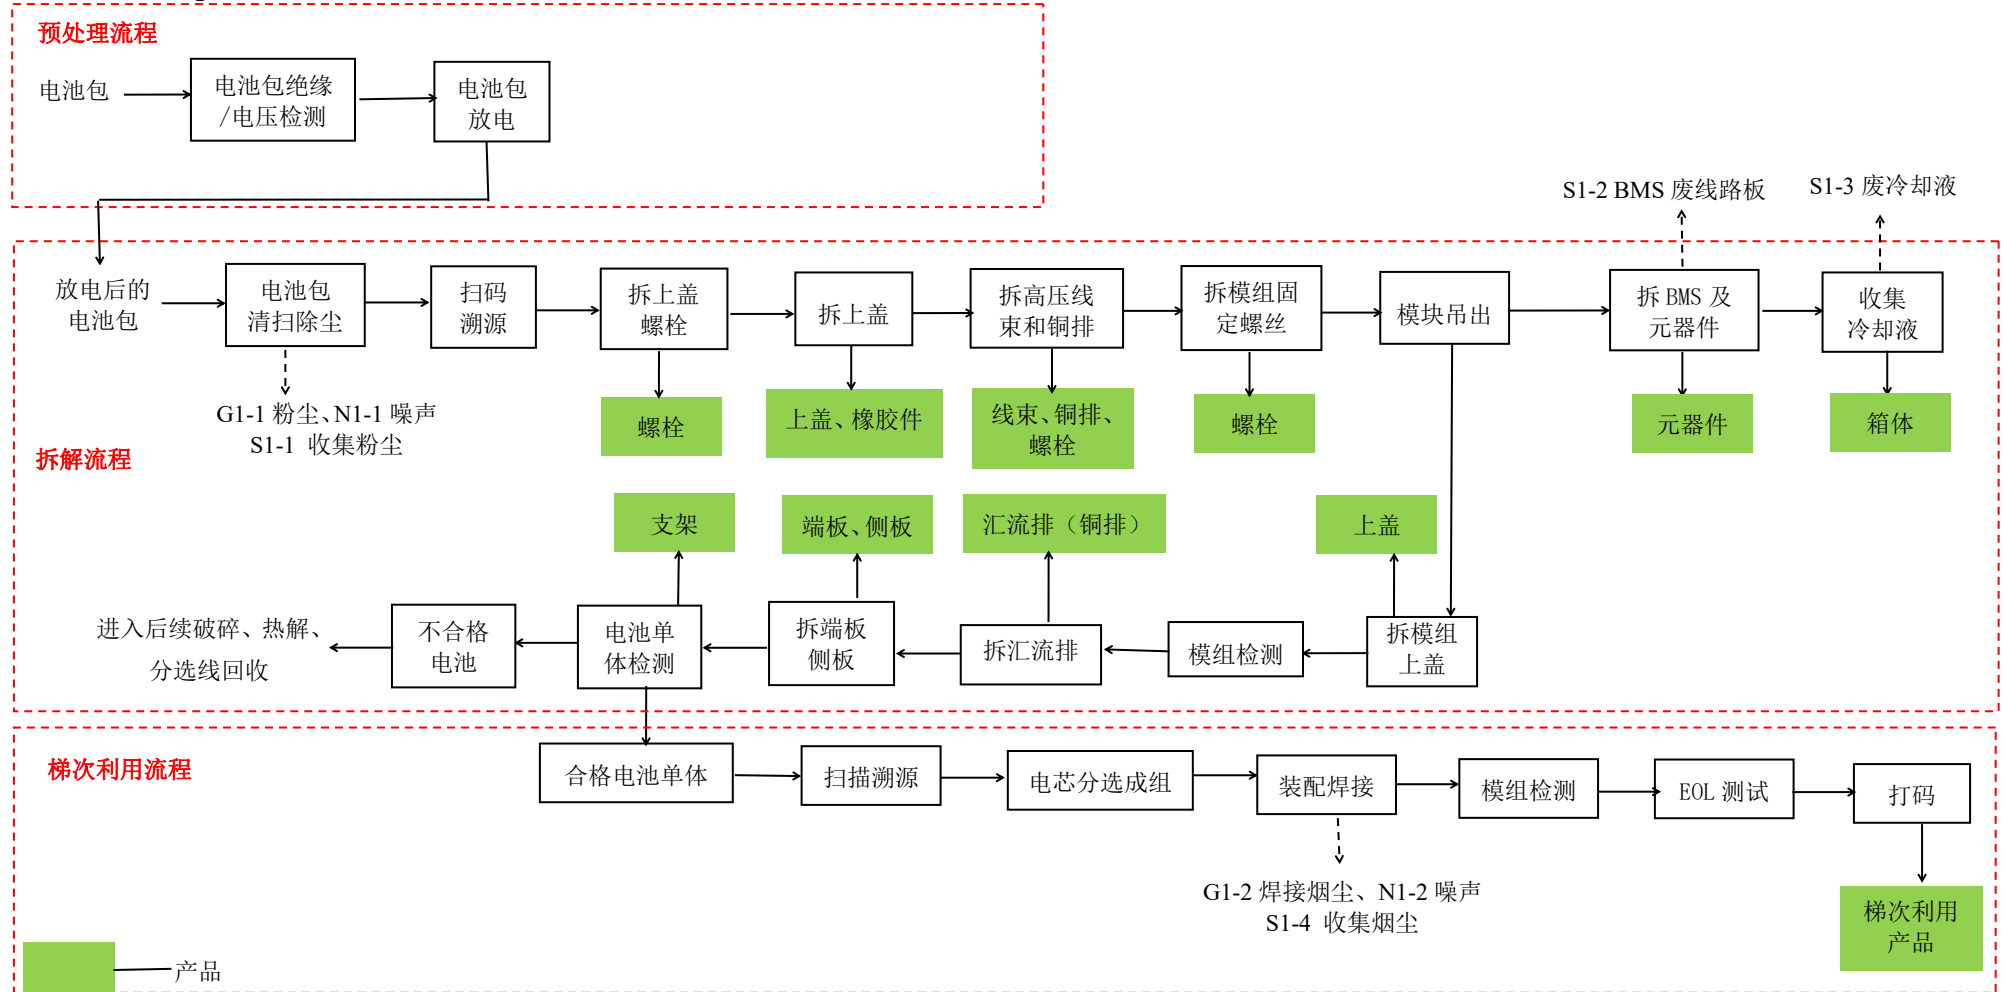 预处理流程
电池包
电池包绝缘
/电压检测
电池包
放电
S1-2 BMS 废线路板
S1-3 废冷却液
放电后的
电池包
电池包
清扫除尘
扫码
溯源
拆上盖
螺栓
拆上盖
拆高压线
束和铜排
拆模组固
定螺丝
模块吊出
拆 BMS 及
元器件
收集
冷却液
G1-1 粉尘、N1-1 噪声
S1-1 收集粉尘
螺栓
上盖、橡胶件
线束、铜排、
螺栓
螺栓
元器件
箱体
拆解流程
支架
端板、侧板
汇流排（铜排）
上盖
进入后续破碎、热解、
分选线回收
不合格
电池
电池单
体检测
拆端板
侧板
拆汇流排
模组检测
拆模组
上盖
梯次利用流程
合格电池单体
扫描溯源
电芯分选成组
装配焊接
模组检测
EOL 测试
打码
G1-2 焊接烟尘、N1-2 噪声
S1-4 收集烟尘
梯次利用
产品
产品